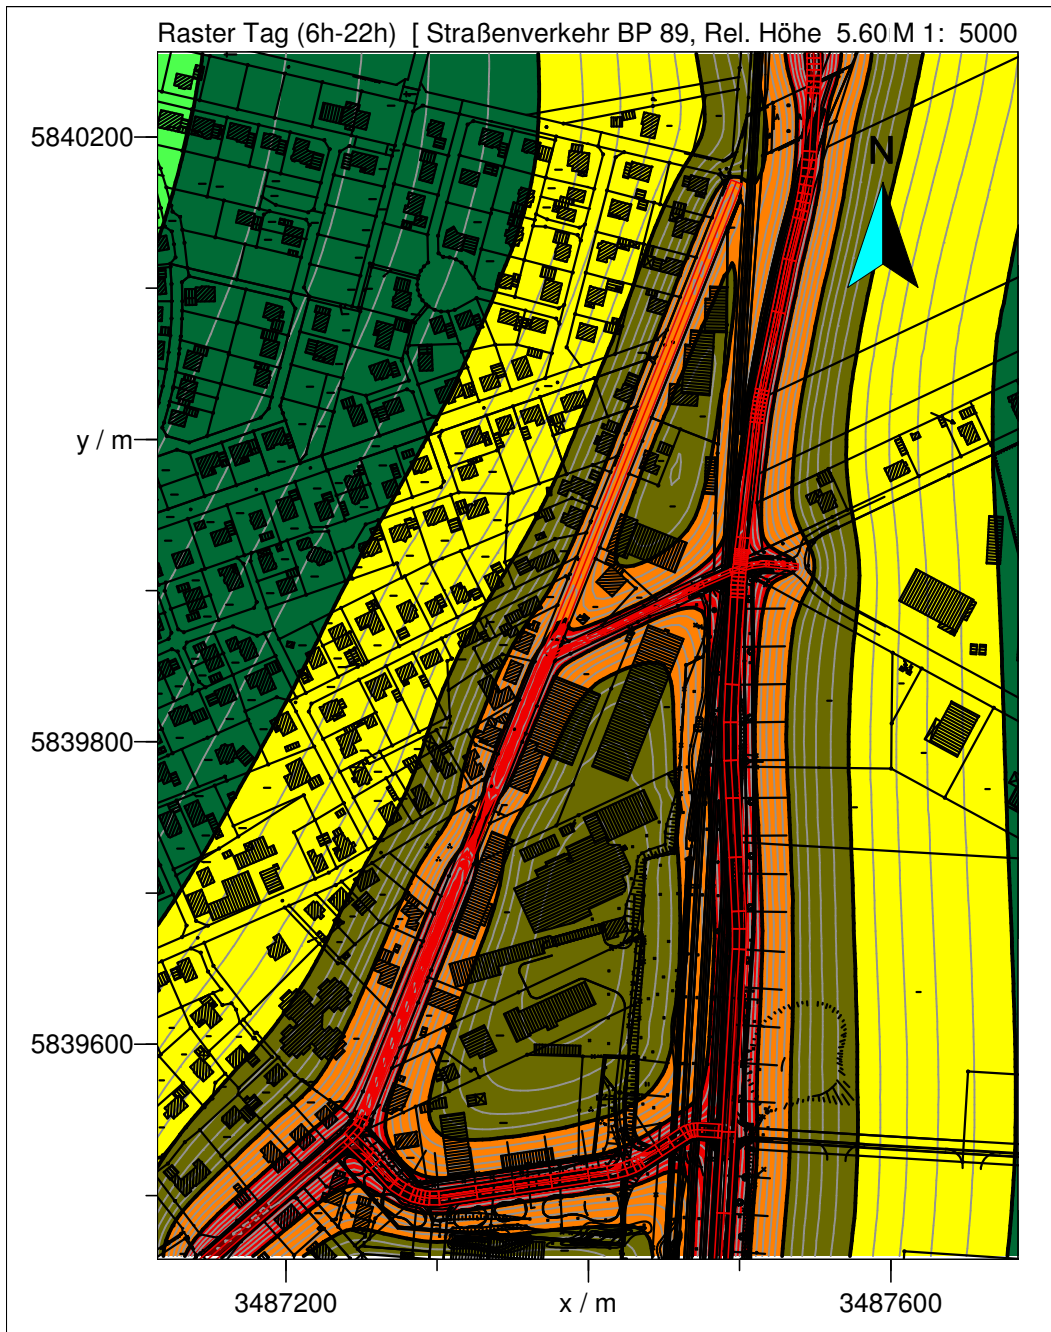 Raster Tag (6h-22h) [ Straßenverkehr BP 89, Rel. Höhe 5.60 M 1: 5000
5840200
N
y / m
5839800
5839600
3487200
x / m
3487600